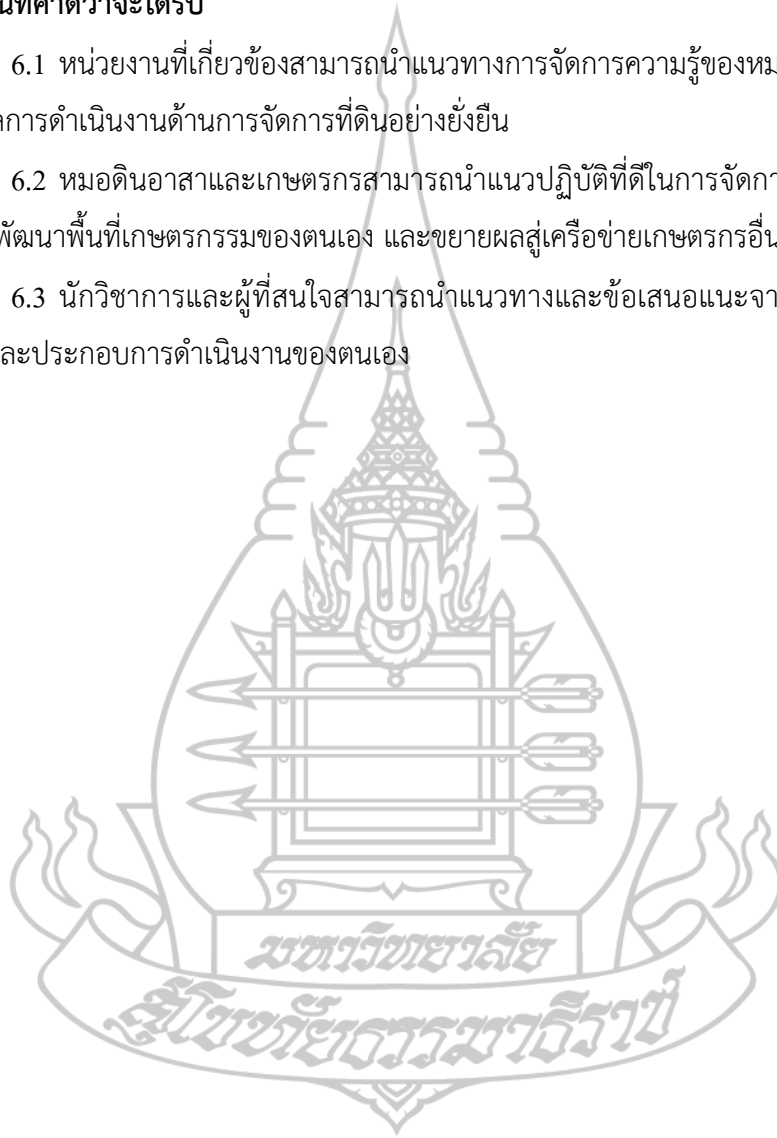 นที่คาดว่าจะได้รับ
6.1 หน่วยงานที่เกี่ยวข้องสามารถนำแนวทางการจัดการความรู้ของหม
ลการดำเนินงานด้านการจัดการที่ดินอย่างยั่งยืน
6.2 หมอดินอาสาและเกษตรกรสามารถนำแนวปฏิบัติที่ดีในการจัดกา
พัฒนาพื้นที่เกษตรกรรมของตนเอง และขยายผลสู่เครือข่ายเกษตรกรอื่น
6.3 นักวิชาการและผู้ที่สนใจสามารถนำแนวทางและข้อเสนอแนะจา
ละประกอบการดำเนินงานของตนเอง
มหาวิทยาลัย
สุโขทัยธรรมาธิราช